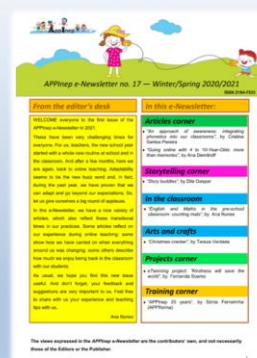 APPInep
APPInep e-Newsletter no. 17 — Winter/Spring 2020/2021
ISSN 2184-7533
From the editor's desk
WELCOME everyone to the first issue of the
APPInep e-Newsletter in 2021.
These have been very challenging times for
everyone. For us, teachers, the new school year
started with a whole new routine at school and in
the classroom. And after a few months, here we
are again, back to online teaching. Adaptability
seems to be the new buzz word and, in fact,
during the past year, we have proven that we
can adapt and go beyond our expectations. So,
let us give ourselves a big round of applause.
In this e-Newsletter, we have a nice variety of
articles, which also reflect these transitional
times in our practices. Some articles reflect on
our experience during online teaching; some
show how we have carried on when everything
around us was changing; some others describe
how much we enjoy being back in the classroom
with our students.
As usual, we hope you find this new issue
useful. And don't forget, your feedback and
suggestions are very important to us. Feel free
to share with us your experience and teaching
tips with us.
Ana Nunes
In this e-Newsletter:
Articles corner
"An approach of awareness: integrating
phonetics into our classrooms", by Cristina
Santos Pereira
"Going online with 4 to 10-Year-Olds: more
than memories", by Ana Demitroff
Storytelling corner
"Story buddies", by Dita Gaspar
In the classroom
"English and Maths in the pre-school
classroom: counting mats", by Ana Nunes
Arts and crafts
"Christmas cracker", by Teresa Verdada
Projects corner
eTwinning project: "Kindness will save the
world", by Fernanda Soares
Training corner
"APPInep 25 years", by Sónia Ferreirinha
(APPIforma)
The views expressed in the APPInep e-Newsletter are the contributors' own, and not necessarily
those of the Editors or the Publisher.